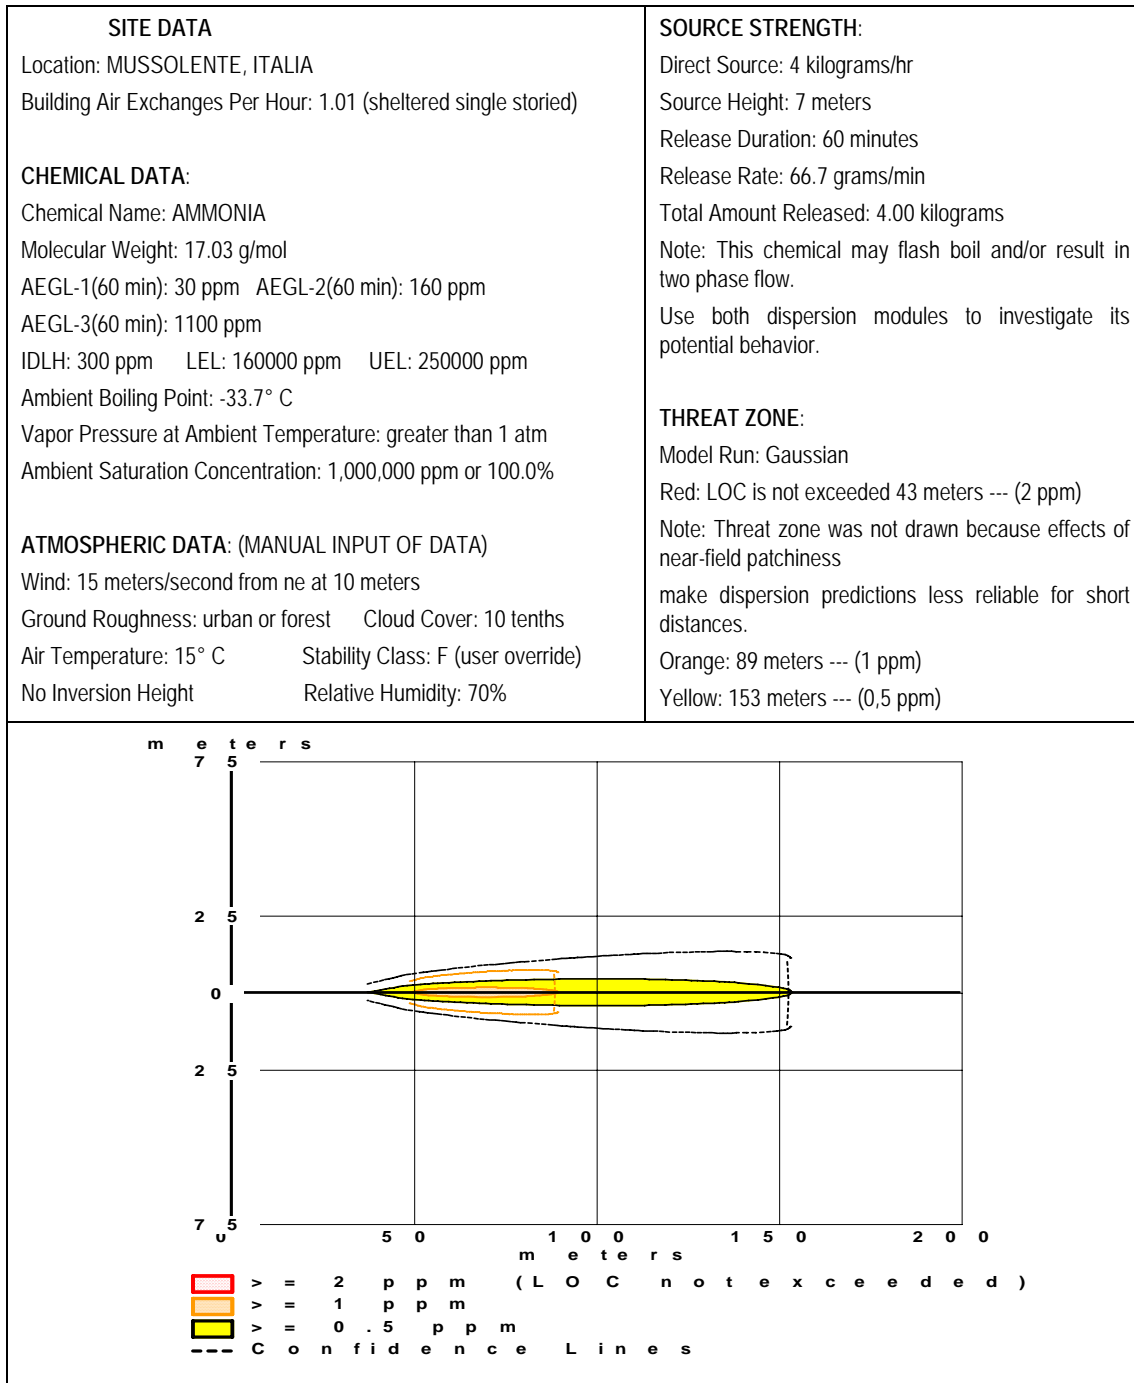 SITE DATA
Location: MUSSOLENTE, ITALIA
Building Air Exchanges Per Hour: 1.01 (sheltered single storied)
CHEMICAL DATA:
Chemical Name: AMMONIA
Molecular Weight: 17.03 g/mol
AEGL-1(60 min): 30 ppm AEGL-2(60 min): 160 ppm
AEGL-3(60 min): 1100 ppm
IDLH: 300 ppm LEL: 160000 ppm UEL: 250000 ppm
Ambient Boiling Point: -33.7° C
Vapor Pressure at Ambient Temperature: greater than 1 atm
Ambient Saturation Concentration: 1,000,000 ppm or 100.0%
ATMOSPHERIC DATA: (MANUAL INPUT OF DATA)
Wind: 15 meters/second from ne at 10 meters
Ground Roughness: urban or forest Cloud Cover: 10 tenths
Air Temperature: 15° C Stability Class: F (user override)
No Inversion Height Relative Humidity: 70%
SOURCE STRENGTH:
Direct Source: 4 kilograms/hr
Source Height: 7 meters
Release Duration: 60 minutes
Release Rate: 66.7 grams/min
Total Amount Released: 4.00 kilograms
Note: This chemical may flash boil and/or result in
two phase flow.
Use both dispersion modules to investigate its
potential behavior.
THREAT ZONE:
Model Run: Gaussian
Red: LOC is not exceeded 43 meters --- (2 ppm)
Note: Threat zone was not drawn because effects of
near-field patchiness
make dispersion predictions less reliable for short
distances.
Orange: 89 meters --- (1 ppm)
Yellow: 153 meters --- (0,5 ppm)
meters
75
25
0
25
75
0 50 100 150 200
meters
>= 2 ppm (LOC not exceeded)
>= 1 ppm
>= 0.5 ppm
Confidence Lines